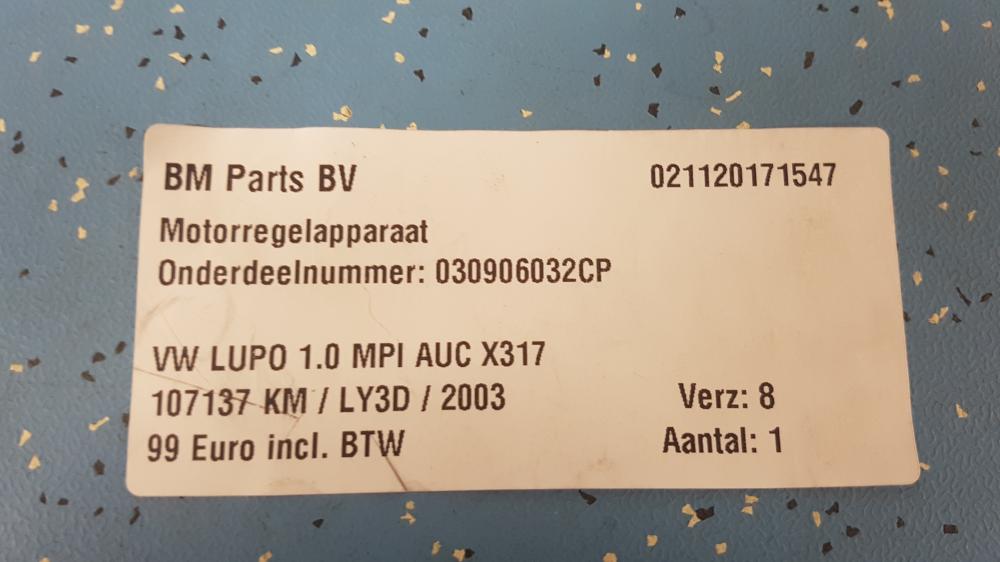 BM Parts BV 021120171547
Motorregelapparaat
Onderdeelnummer: 030906032CP
VW LUPO 1.0 MPI AUC X317
107137 KM / LY3D / 2003 Verz: 8
99 Euro incl. BTW Aantal: 1